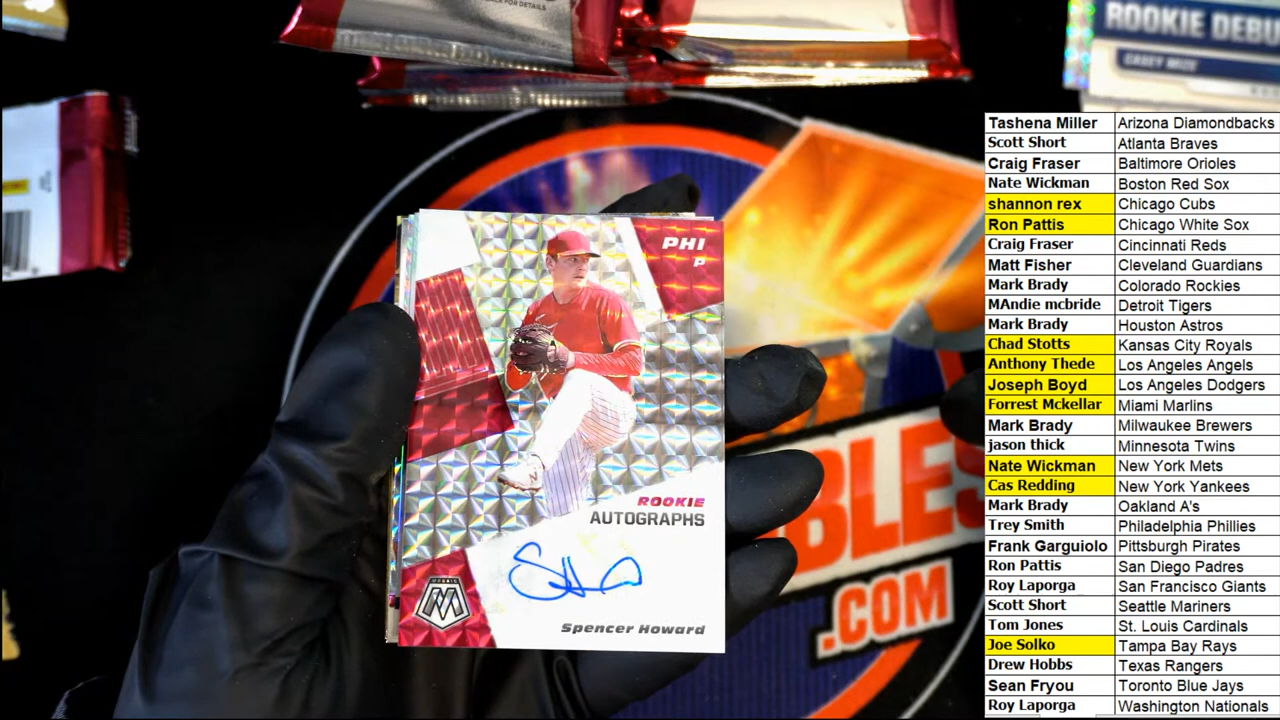 ACE FOR DETAILS
ROOKIE DEBU
CASEY MIZE
PHI
P
ROOKIE
AUTOGRAPHS
MOSAIC
M
Spencer Howard
BLES
.COM
Tashena Miller Arizona Diamondbacks
Scott Short Atlanta Braves
Craig Fraser Baltimore Orioles
Nate Wickman Boston Red Sox
shannon rex Chicago Cubs
Ron Pattis Chicago White Sox
Craig Fraser Cincinnati Reds
Matt Fisher Cleveland Guardians
Mark Brady Colorado Rockies
MAndie mcbride Detroit Tigers
Mark Brady Houston Astros
Chad Stotts Kansas City Royals
Anthony Thede Los Angeles Angels
Joseph Boyd Los Angeles Dodgers
Forrest Mckellar Miami Marlins
Mark Brady Milwaukee Brewers
jason thick Minnesota Twins
Nate Wickman New York Mets
Cas Redding New York Yankees
Mark Brady Oakland A's
Trey Smith Philadelphia Phillies
Frank Garguiolo Pittsburgh Pirates
Ron Pattis San Diego Padres
Roy Laporga San Francisco Giants
Scott Short Seattle Mariners
Tom Jones St. Louis Cardinals
Joe Solko Tampa Bay Rays
Drew Hobbs Texas Rangers
Sean Fryou Toronto Blue Jays
Roy Laporga Washington Nationals